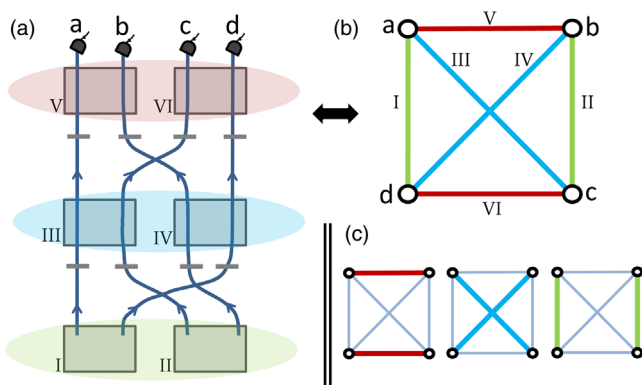 (a)
a b c d
V VI
III IV
I II
(b)
a V b
III IV
I II
d VI c
(c)